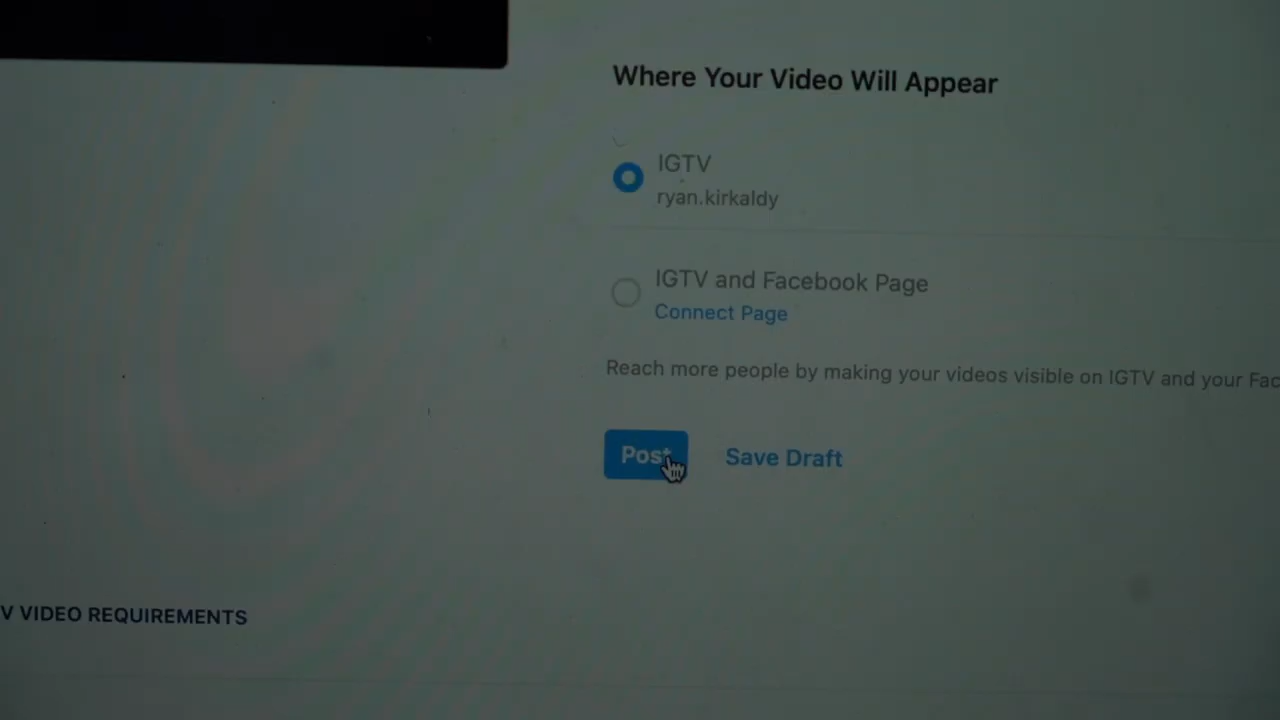 Where Your Video Will Appear
IGTV
ryan.kirkaldy
IGTV and Facebook Page
Connect Page
Reach more people by making your videos visible on IGTV and your Fac
Post
Save Draft
V VIDEO REQUIREMENTS